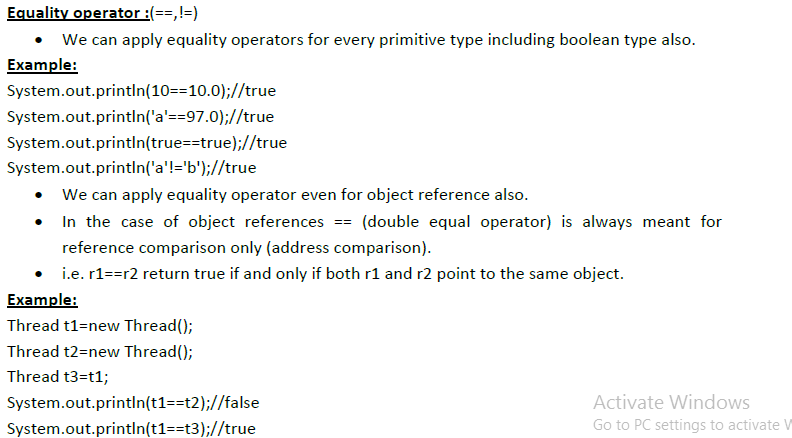 Equality operator :(==,!=)
• We can apply equality operators for every primitive type including boolean type also.
Example:
System.out.println(10==10.0);//true
System.out.println('a'==97.0);//true
System.out.println(true==true);//true
System.out.println('a'!='b');//true
• We can apply equality operator even for object reference also.
• In the case of object references == (double equal operator) is always meant for
reference comparison only (address comparison).
• i.e. r1==r2 return true if and only if both r1 and r2 point to the same object.
Example:
Thread t1=new Thread();
Thread t2=new Thread();
Thread t3=t1;
System.out.println(t1==t2);//false
System.out.println(t1==t3);//true
Activate Windows
Go to PC settings to activate